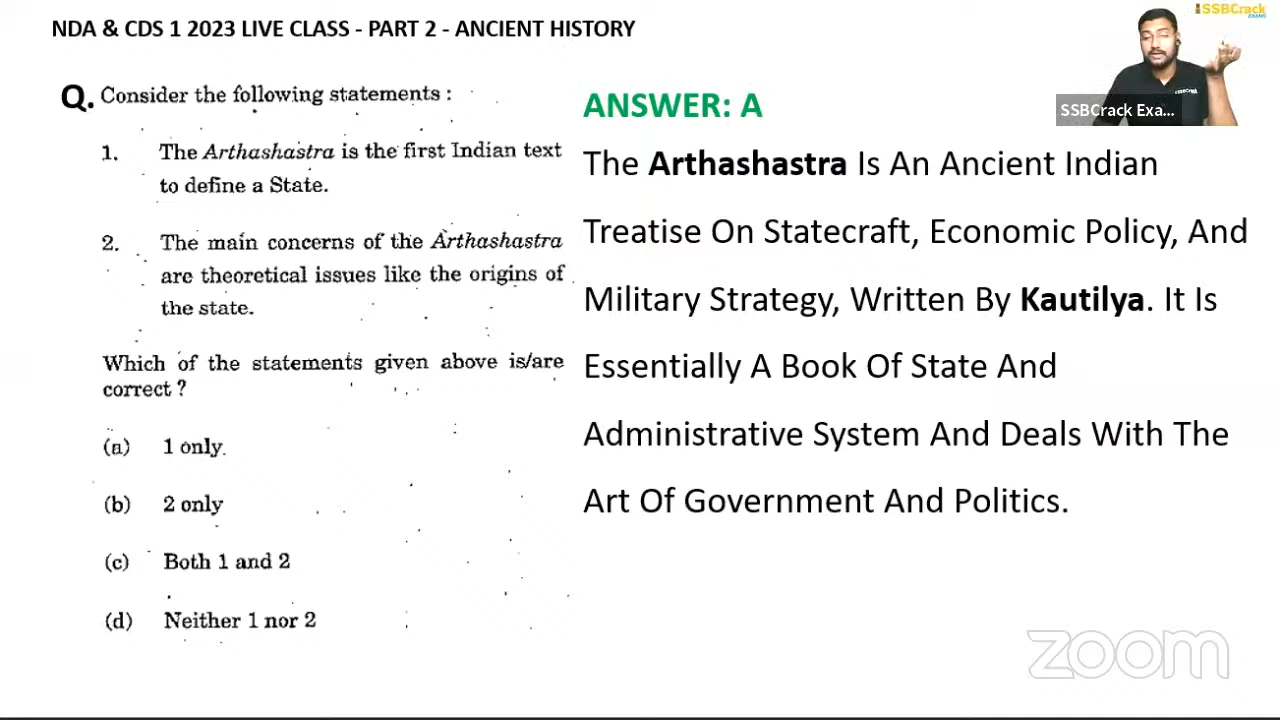 NDA & CDS 1 2023 LIVE CLASS - PART 2 - ANCIENT HISTORY
SSBCrack
EXAMS
SSBCrack Exa...
Q. Consider the following statements :
1. The Arthashastra is the first Indian text
to define a State.
2. The main concerns of the Arthashastra
are theoretical issues like the origins of
the state.
Which of the statements given above is/are
correct ?
(a) 1 only
(b) 2 only
(c) Both 1 and 2
(d) Neither 1 nor 2
ANSWER: A
The Arthashastra Is An Ancient Indian
Treatise On Statecraft, Economic Policy, And
Military Strategy, Written By Kautilya. It Is
Essentially A Book Of State And
Administrative System And Deals With The
Art Of Government And Politics.
zoom